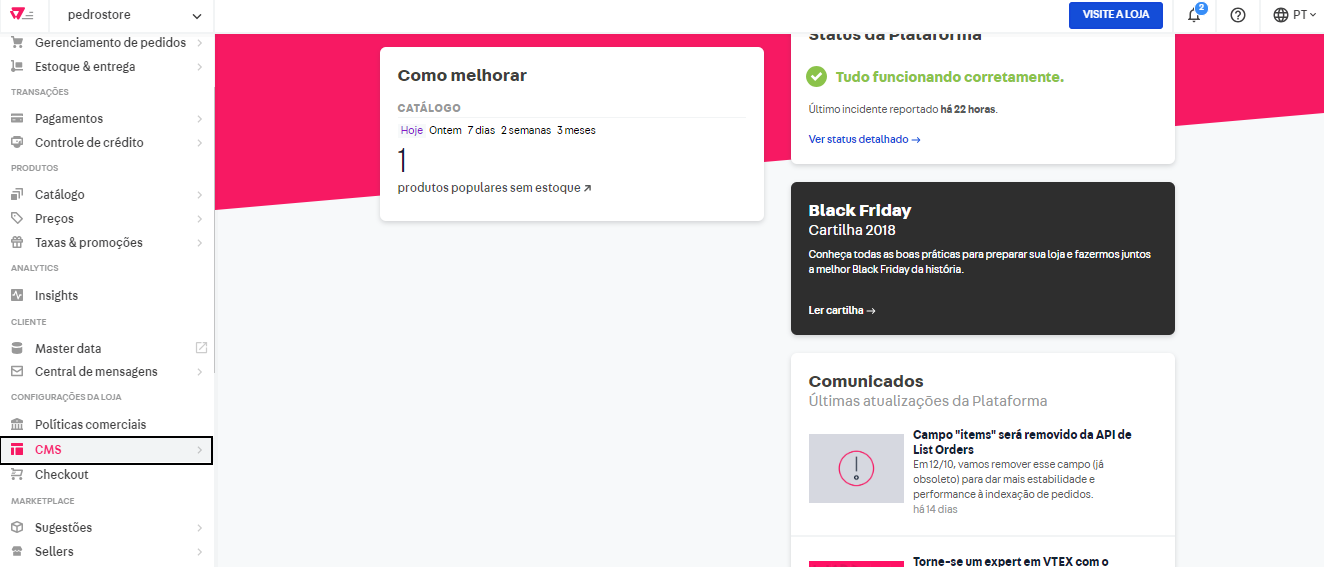 pedrostore
VISITE A LOJA
2
PT
Gerenciamento de pedidos
Estoque & entrega
TRANSAÇÕES
Pagamentos
Controle de crédito
PRODUTOS
Catálogo
Preços
Taxas & promoções
ANALYTICS
Insights
CLIENTE
Master data
Central de mensagens
CONFIGURAÇÕES DA LOJA
Políticas comerciais
CMS
Checkout
MARKETPLACE
Sugestões
Sellers
Como melhorar
CATÁLOGO
Hoje Ontem 7 dias 2 semanas 3 meses
1
produtos populares sem estoque
Status da Plataforma
Tudo funcionando corretamente.
Último incidente reportado há 22 horas.
Ver status detalhado →
Black Friday
Cartilha 2018
Conheça todas as boas práticas para preparar sua loja e fazermos juntos
a melhor Black Friday da história.
Ler cartilha →
Comunicados
Últimas atualizações da Plataforma
Campo "items" será removido da API de
List Orders
Em 12/10, vamos remover esse campo (já
obsoleto) para dar mais estabilidade e
performance à indexação de pedidos.
há 14 dias
Torne-se um expert em VTEX com o